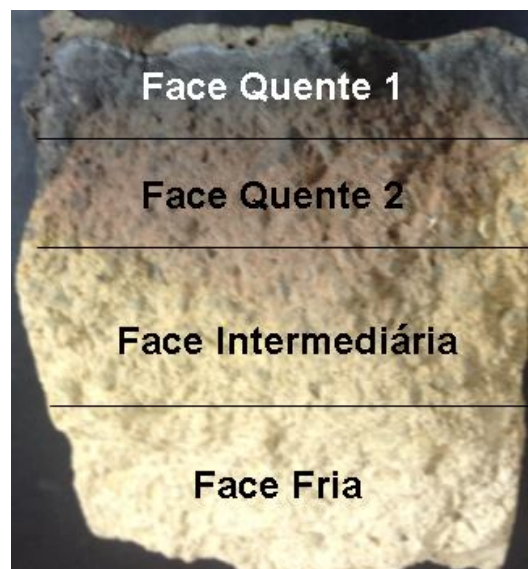 Face Quente 1
Face Quente 2
Face Intermediária
Face Fria